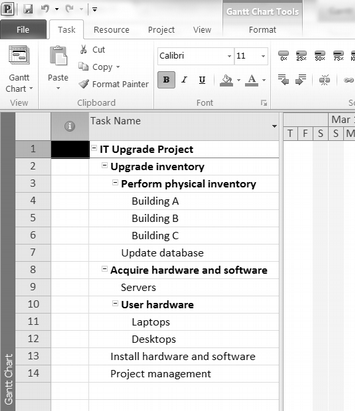 Gantt Chart Tools
File Task Resource Project View Format
Gantt Chart
Paste
Cut
Copy
Format Painter
Calibri 11
B I U A
0% 25% 50%
View Clipboard Font
Task Name
Mar
T F S S M
1 IT Upgrade Project
2 Upgrade inventory
3 Perform physical inventory
4 Building A
5 Building B
6 Building C
7 Update database
8 Acquire hardware and software
9 Servers
10 User hardware
11 Laptops
12 Desktops
13 Install hardware and software
14 Project management
Gantt Chart